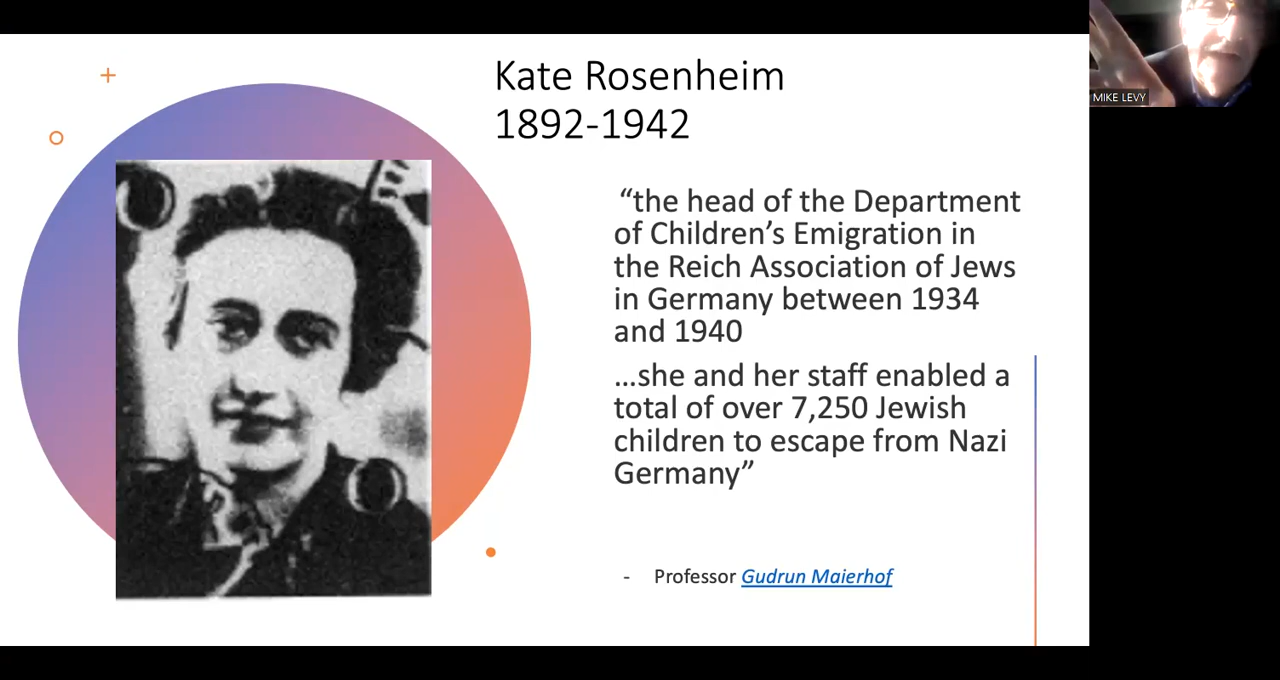 Kate Rosenheim
1892-1942
“the head of the Department
of Children’s Emigration in
the Reich Association of Jews
in Germany between 1934
and 1940
…she and her staff enabled a
total of over 7,250 Jewish
children to escape from Nazi
Germany”
- Professor Gudrun Maierhof
MIKE LEVY